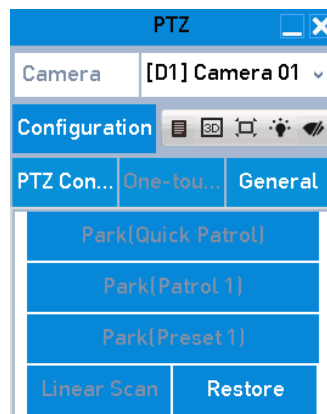 PTZ
Camera [D1] Camera 01
Configuration 3D
PTZ Con... One-tou... General
Park(Quick Patrol)
Park(Patrol 1)
Park(Preset 1)
Linear Scan Restore